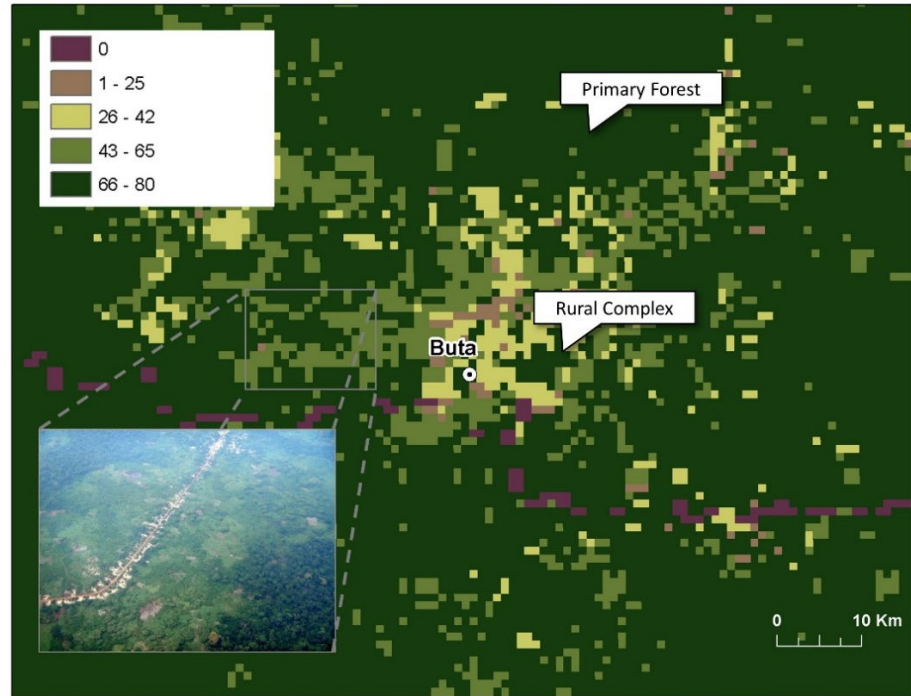 0
1 - 25
26 - 42
43 - 65
66 - 80
Primary Forest
Rural Complex
Buta
0 10 Km